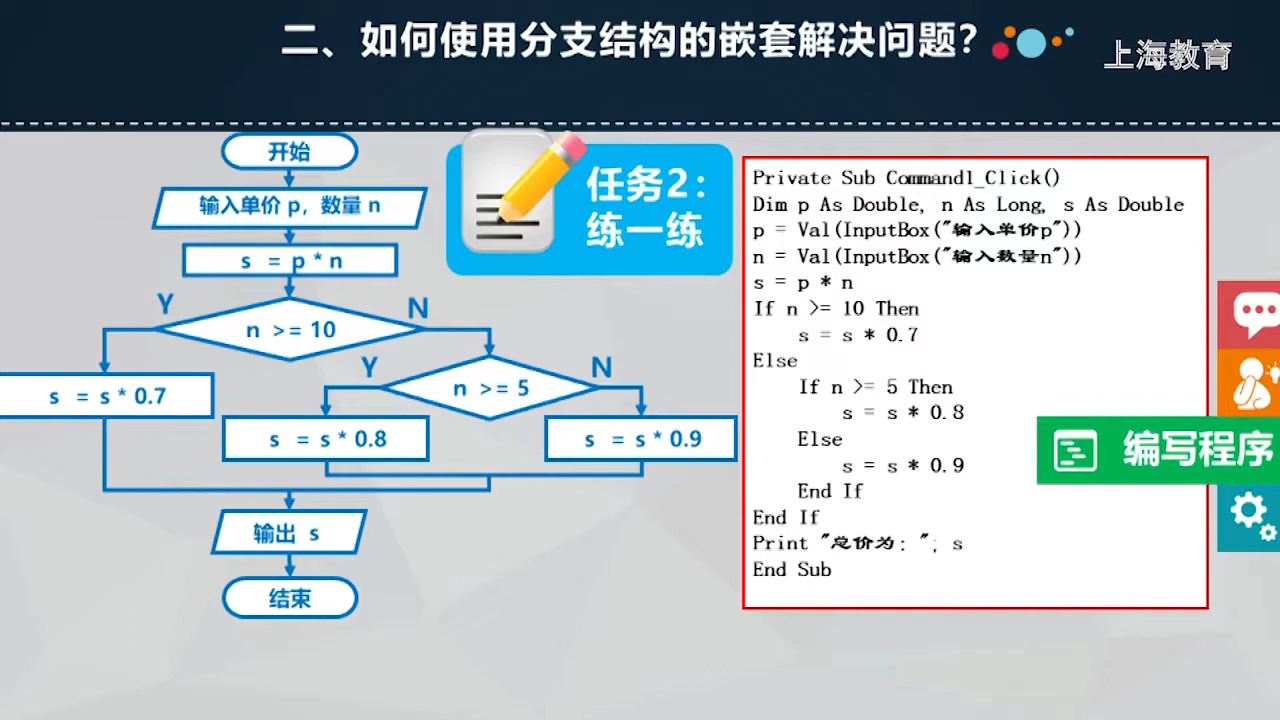 二、如何使用分支结构的嵌套解决问题?
上海教育
开始
输入单价 p，数量 n
s = p * n
Y
N
n >= 10
Y
N
n >= 5
s = s * 0.7
s = s * 0.8
s = s * 0.9
输出 s
结束
任务2：
练一练
Private Sub Command1_Click()
Dim p As Double, n As Long, s As Double
p = Val(InputBox("输入单价p"))
n = Val(InputBox("输入数量n"))
s = p * n
If n >= 10 Then
    s = s * 0.7
Else
    If n >= 5 Then
        s = s * 0.8
    Else
        s = s * 0.9
    End If
End If
Print "总价为："; s
End Sub
编写程序